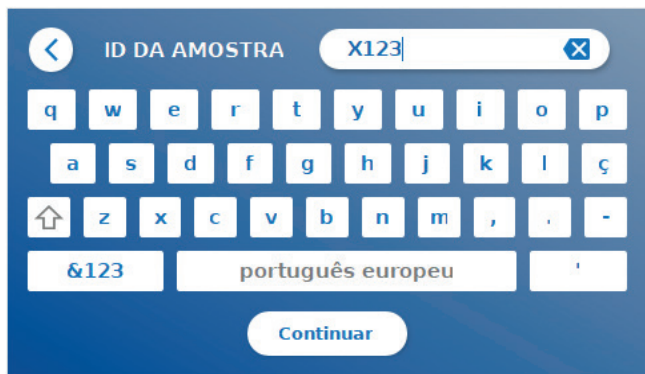 ID DA AMOSTRA X123
q w e r t y u i o p
a s d f g h j k l ç
z x c v b n m , . -
&123 português europeu '
Continuar